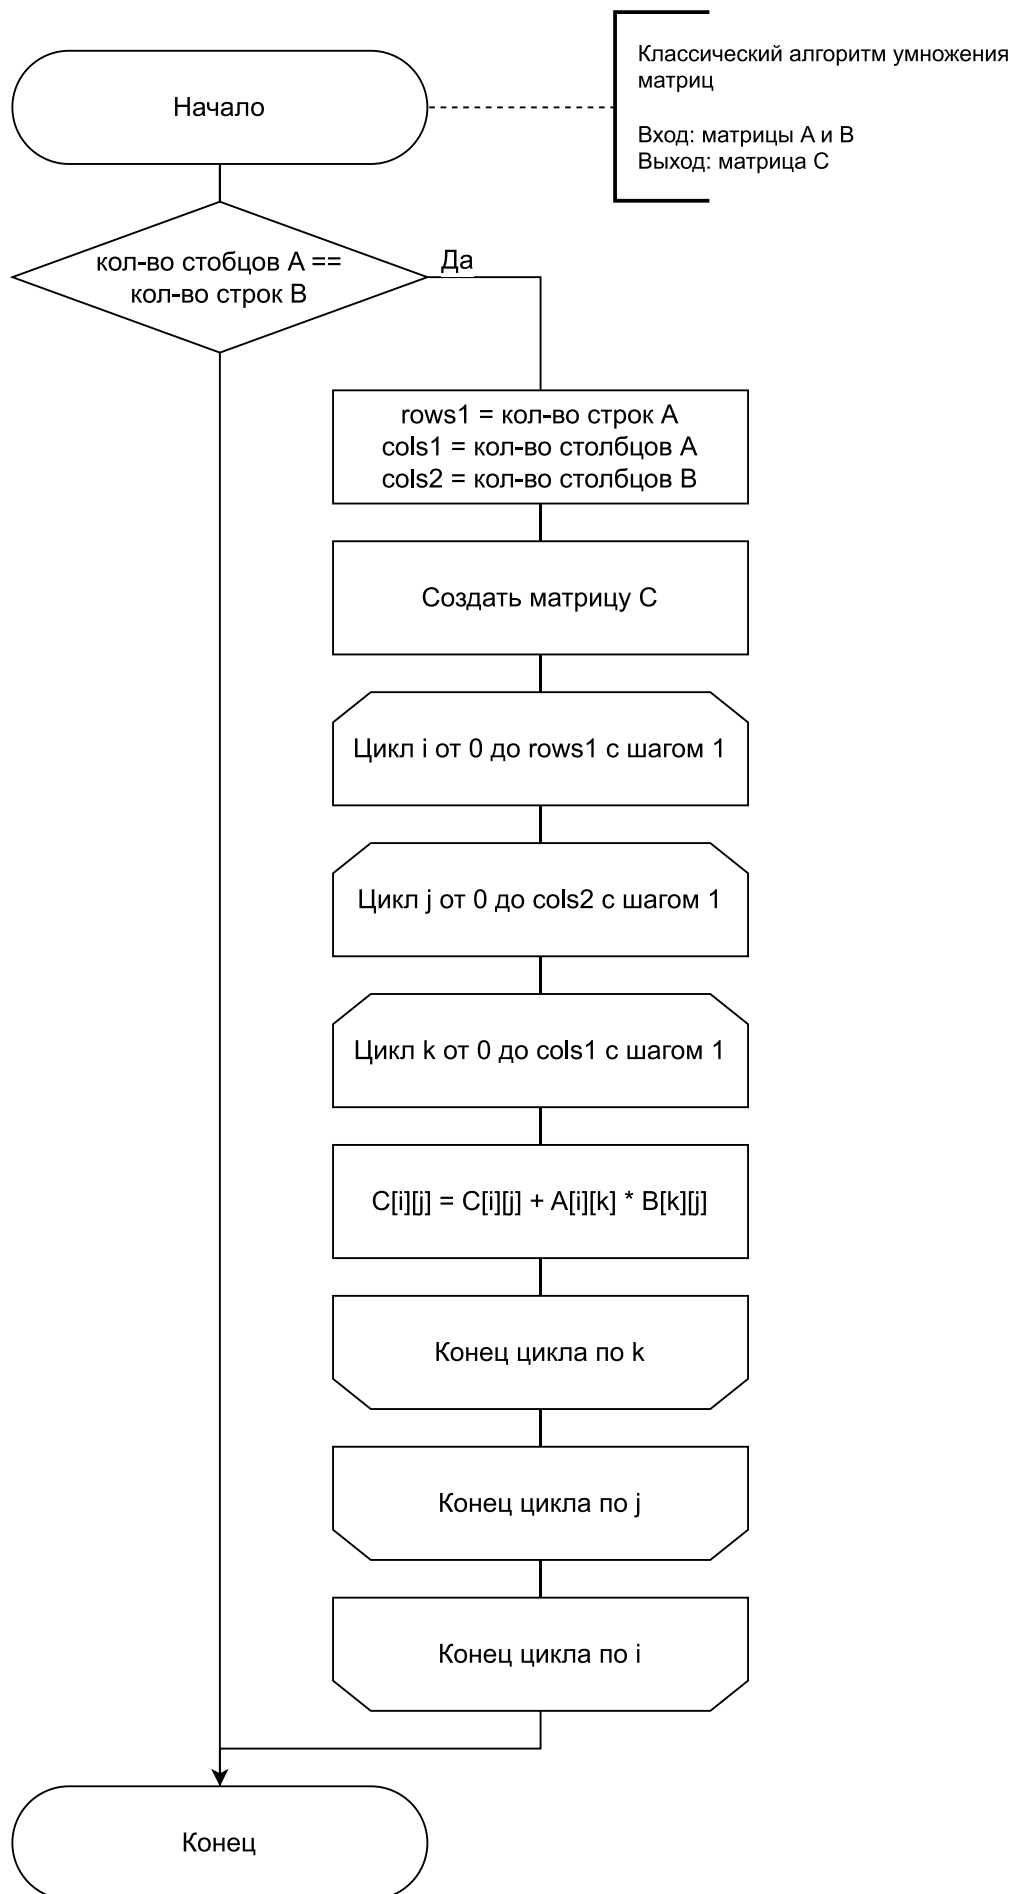 Начало
Классический алгоритм умножения
матриц
Вход: матрицы A и B
Выход: матрица C
кол-во стобцов A ==
кол-во строк B
Да
rows1 = кол-во строк A
cols1 = кол-во столбцов A
cols2 = кол-во столбцов B
Создать матрицу C
Цикл i от 0 до rows1 с шагом 1
Цикл j от 0 до cols2 с шагом 1
Цикл k от 0 до cols1 с шагом 1
C[i][j] = C[i][j] + A[i][k] * B[k][j]
Конец цикла по k
Конец цикла по j
Конец цикла по i
Конец